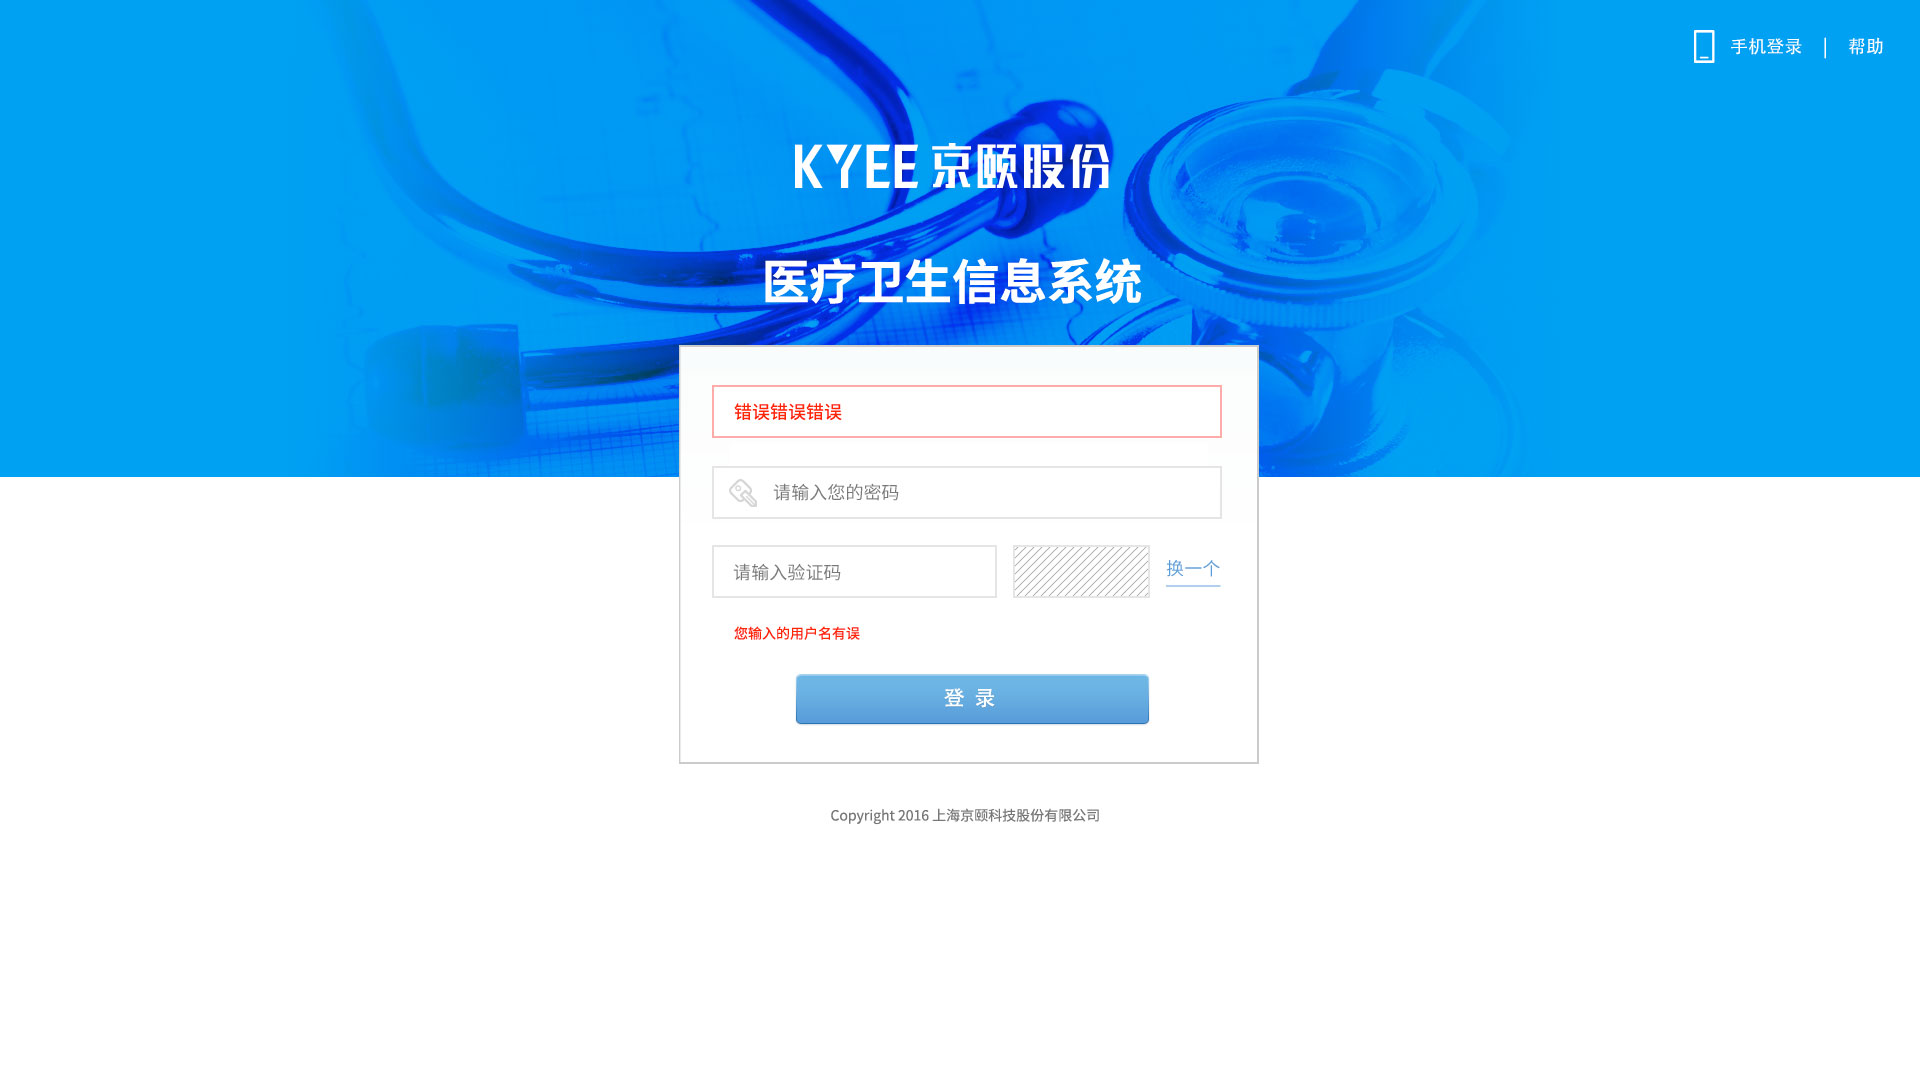 手机登录 | 帮助
KYEE 京颐股份
医疗卫生信息系统
错误错误错误
请输入您的密码
请输入验证码 换一个
您输入的用户名有误
登 录
Copyright 2016 上海京颐科技股份有限公司